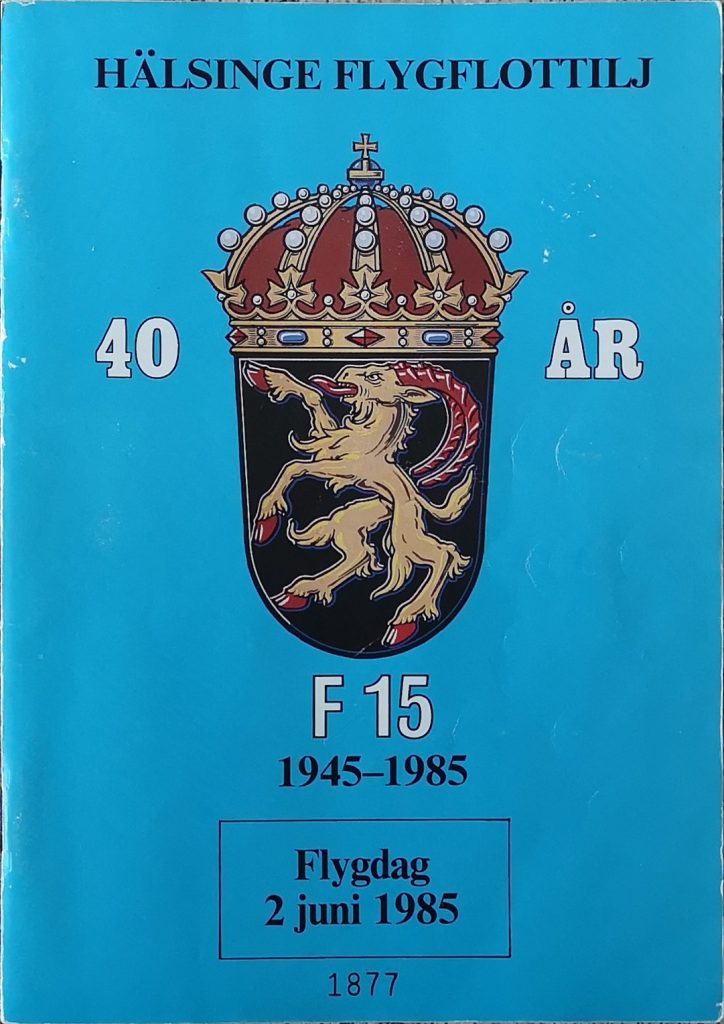 HÄLSINGE FLYGFLOTTILJ
40 ÅR
F 15
1945–1985
Flygdag
2 juni 1985
1877